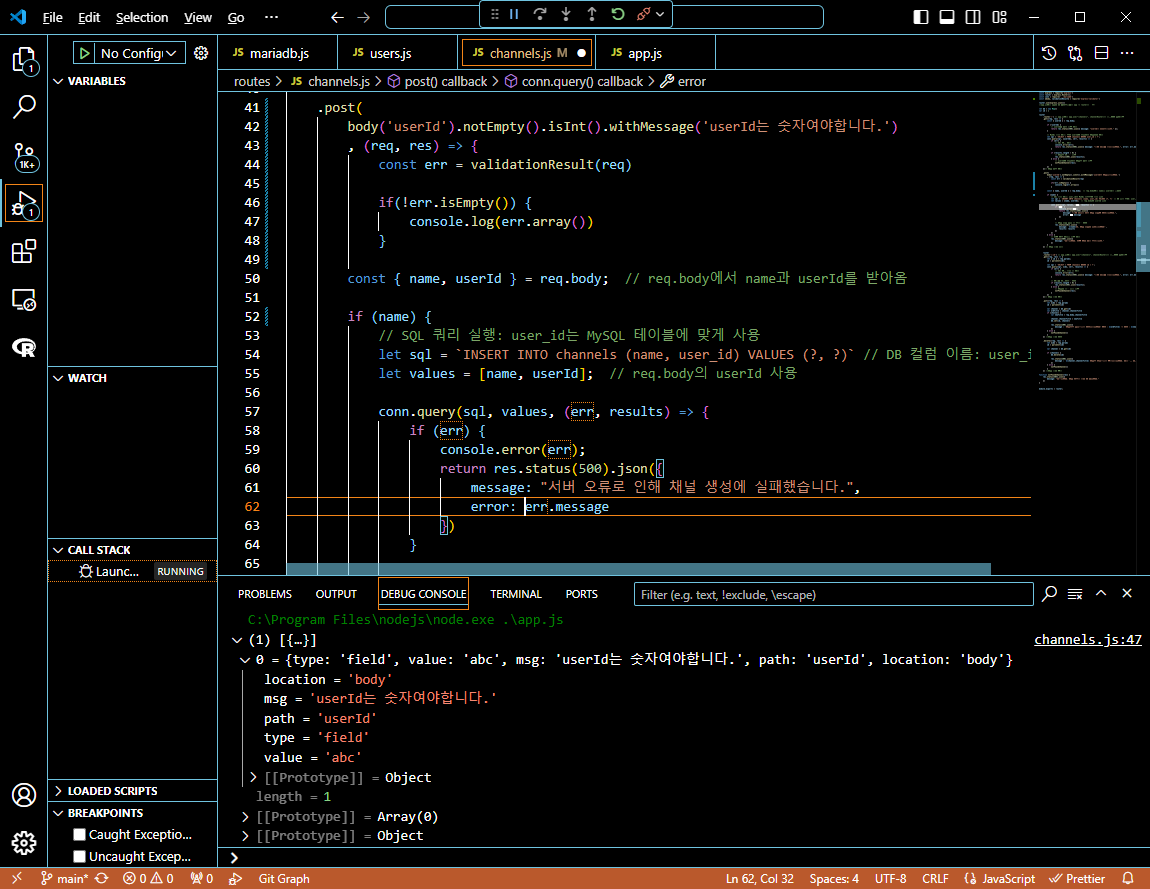 File Edit Selection View Go ···
No Configu
JS mariadb.js
JS users.js
JS channels.js M
JS app.js
routes > JS channels.js > post() callback > conn.query() callback > error
VARIABLES
WATCH
CALL STACK
Launc... RUNNING
LOADED SCRIPTS
BREAKPOINTS
Caught Exceptio...
Uncaught Excep...
1
1K+
1
41 .post(
42 body('userId').notEmpty().isInt().withMessage('userId는 숫자여야합니다.')
43 , (req, res) => {
44 const err = validationResult(req)
45
46 if(!err.isEmpty()) {
47 console.log(err.array())
48 }
49
50 const { name, userId } = req.body;  // req.body에서 name과 userId를 받아옴
51
52 if (name) {
53 // SQL 쿼리 실행: user_id는 MySQL 테이블에 맞게 사용
54 let sql = `INSERT INTO channels (name, user_id) VALUES (?, ?)` // DB 컬럼 이름: user_i
55 let values = [name, userId];  // req.body의 userId 사용
56
57 conn.query(sql, values, (err, results) => {
58 if (err) {
59 console.error(err);
60 return res.status(500).json({
61 message: "서버 오류로 인해 채널 생성에 실패했습니다.",
62 error: err.message
63 })
64 }
65
PROBLEMS OUTPUT DEBUG CONSOLE TERMINAL PORTS Filter (e.g. text, !exclude, \escape)
C:\Program Files\nodejs\node.exe .\app.js
(1) [{…}] channels.js:47
0 = {type: 'field', value: 'abc', msg: 'userId는 숫자여야합니다.', path: 'userId', location: 'body'}
location = 'body'
msg = 'userId는 숫자여야합니다.'
path = 'userId'
type = 'field'
value = 'abc'
[[Prototype]] = Object
length = 1
[[Prototype]] = Array(0)
[[Prototype]] = Object
main* 0 0 0 Git Graph Ln 62, Col 32 Spaces: 4 UTF-8 CRLF {} JavaScript Prettier